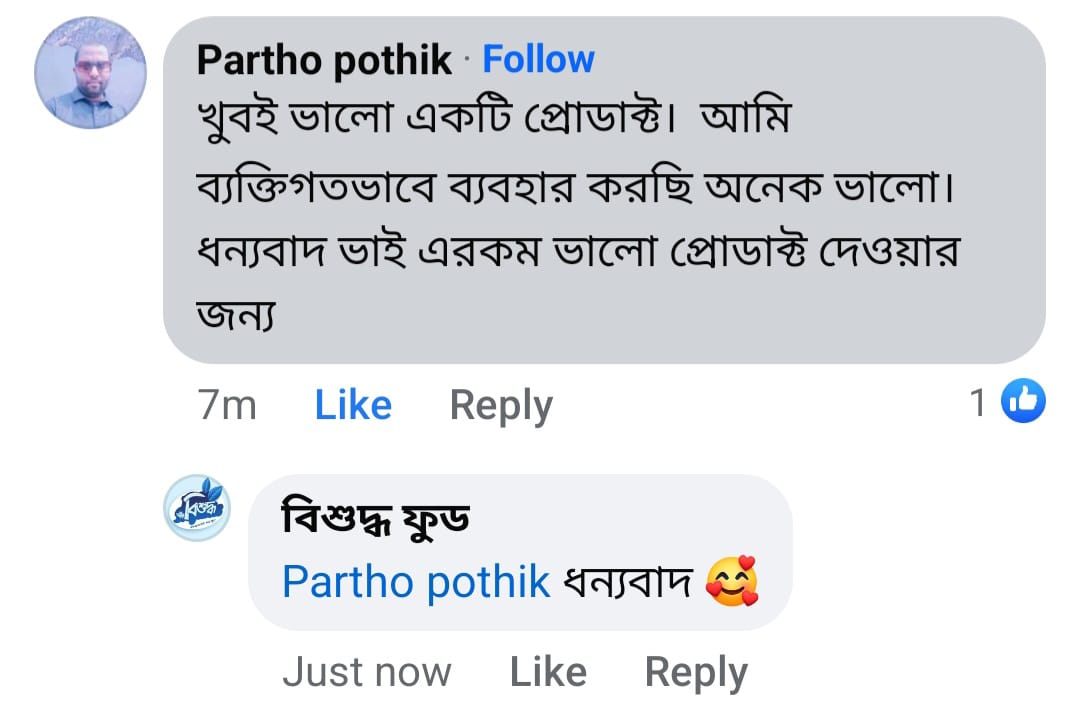 Partho pothik · Follow
খুবই ভালো একটি প্রোডাক্ট। আমি
ব্যক্তিগতভাবে ব্যবহার করছি অনেক ভালো।
ধন্যবাদ ভাই এরকম ভালো প্রোডাক্ট দেওয়ার
জন্য
7m Like Reply 1
বিশুদ্ধ
বিশুদ্ধ ফুড
Partho pothik ধন্যবাদ 🥰
Just now Like Reply